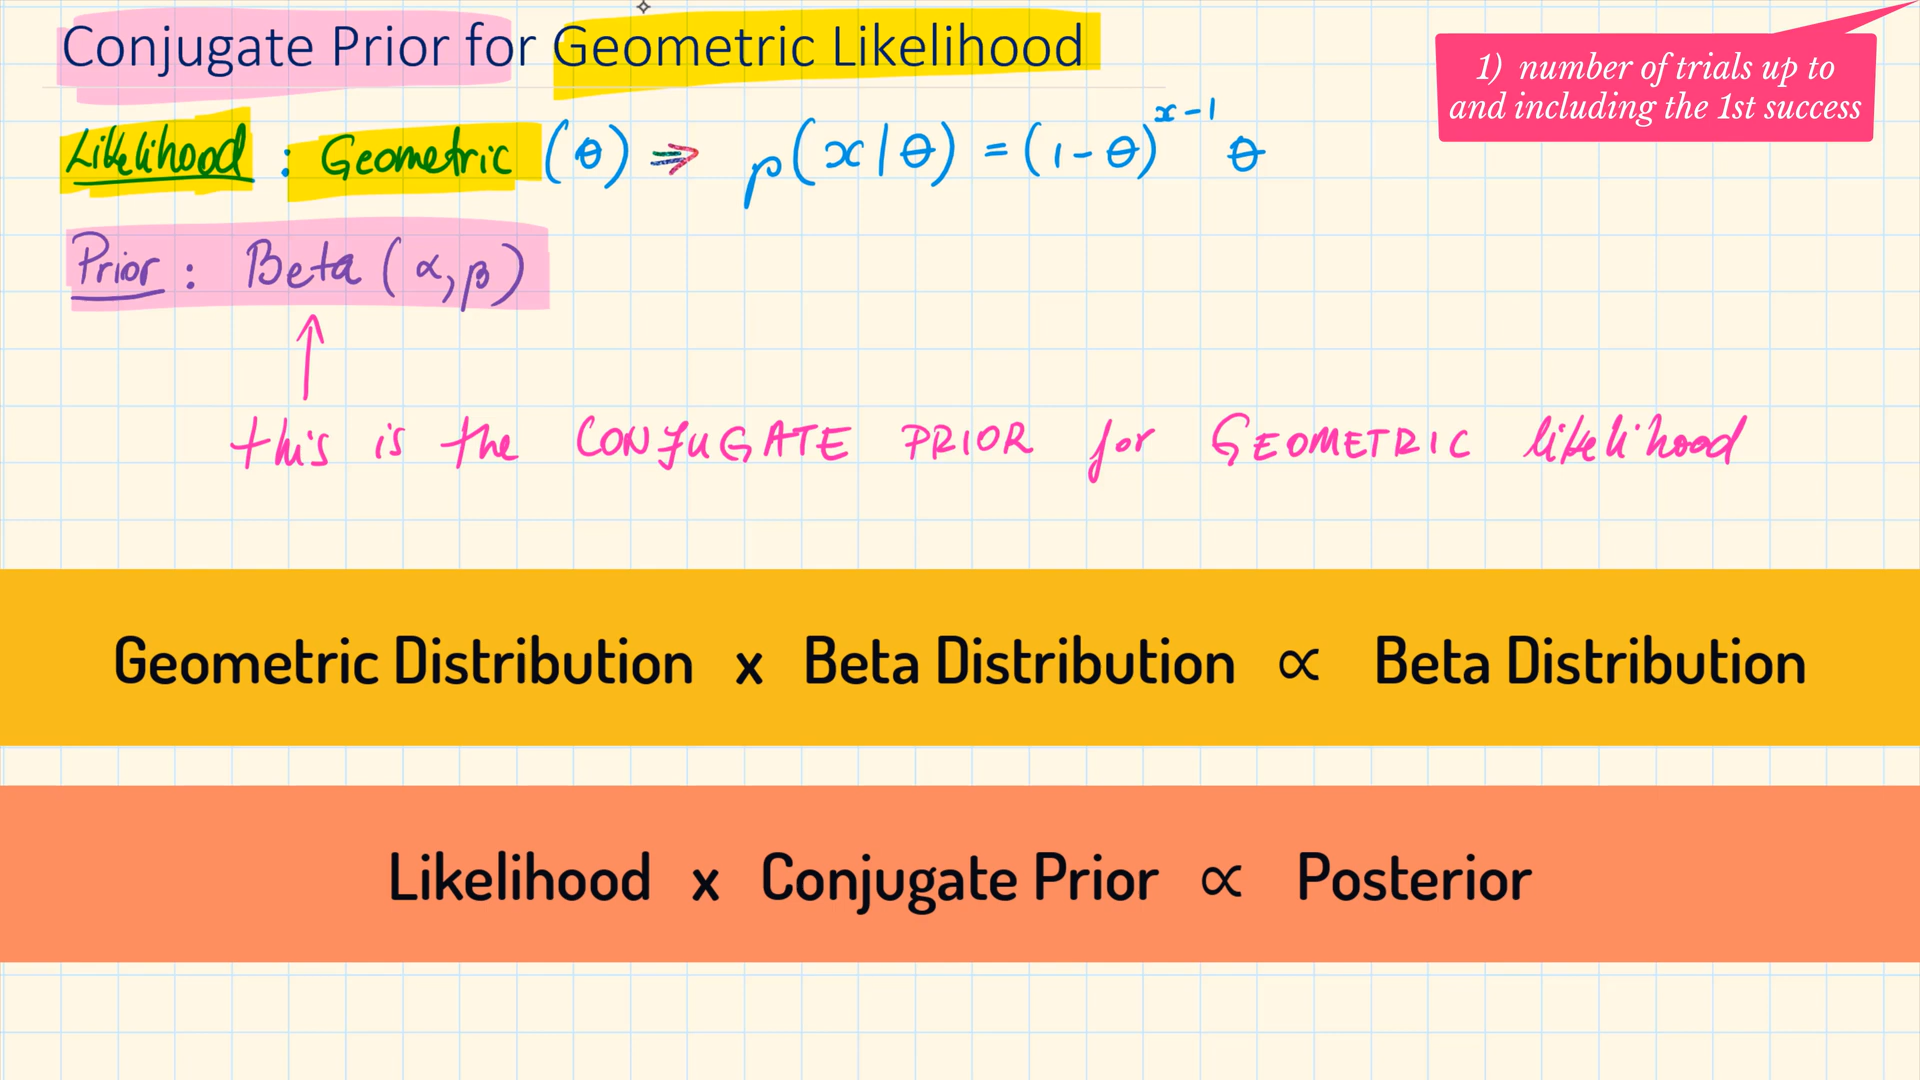 Conjugate Prior for Geometric Likelihood
1) number of trials up to
and including the 1st success
Likelihood : Geometric (θ) ⇒ p(x|θ) = (1-θ)^{x-1} θ
Prior : Beta (α, β)
this is the CONJUGATE PRIOR for GEOMETRIC likelihood
Geometric Distribution x Beta Distribution ∝ Beta Distribution
Likelihood x Conjugate Prior ∝ Posterior